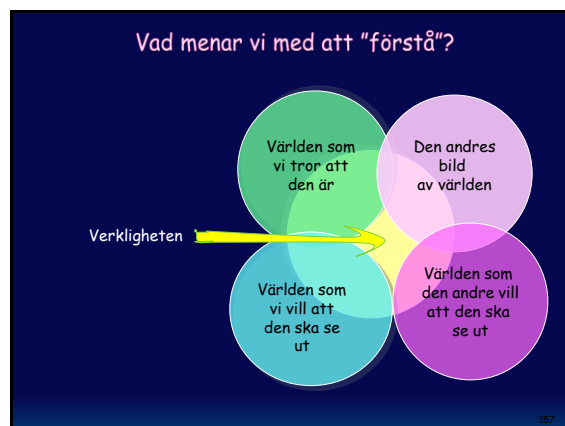 Vad menar vi med att ”förstå”?
Världen som
vi tror att
den är
Den andres
bild
av världen
Verkligheten
Världen som
vi vill att
den ska se
ut
Världen som
den andre vill
att den ska
se ut
157